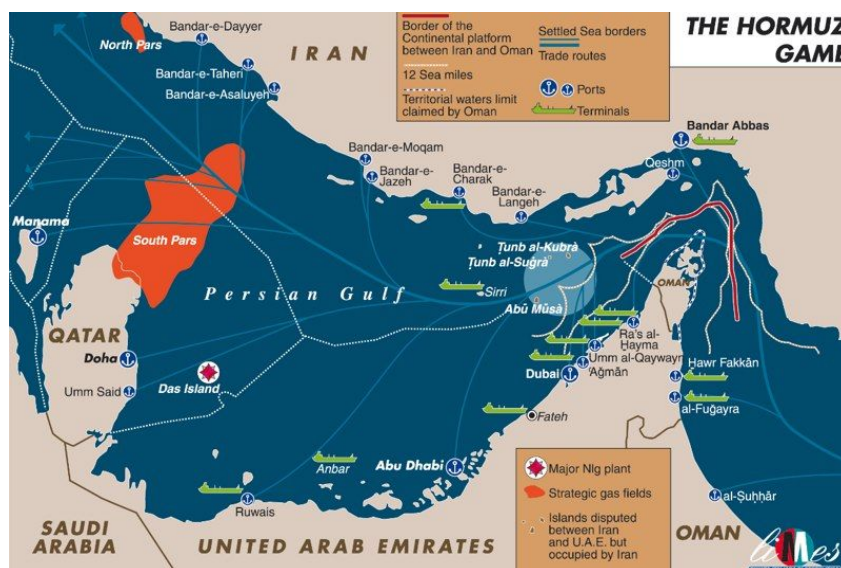 THE HORMUZ
GAME
Border of the
Continental platform
between Iran and Oman
12 Sea miles
Territorial waters limit
claimed by Oman
Settled Sea borders
Trade routes
Ports
Terminals
North Pars
Bandar-e-Dayyer
IRAN
Bandar-e-Taheri
Bandar-e-Asaluyeh
Bandar Abbas
Qeshm
Bandar-e-Moqam
Bandar-e-
Jazeh
Bandar-e-
Charak
Bandar-e-
Langeh
Manama
South Pars
Ṭunb al-Kubrà
Ṭunb al-Suġrà
Persian Gulf
Sirri
Abū Mūsà
OMAN
QATAR
Doha
Umm Said
Das Island
Ra's al-
Ḥayma
Umm al-Qaywayn
'Aǧmān
Dubai
Ḥawr Fakkān
al-Fuǧayra
Fateh
Anbar
Abu Dhabi
Ruwais
al-Ṣuḥḥār
SAUDI
ARABIA
UNITED ARAB EMIRATES
OMAN
Major Nlg plant
Strategic gas fields
Islands disputed
between Iran
and U.A.E. but
occupied by Iran
liMes